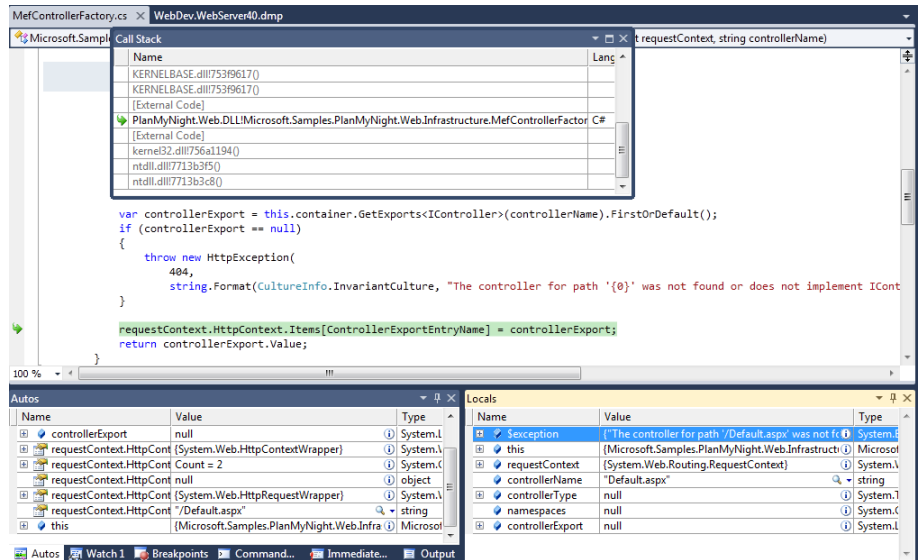 MefControllerFactory.cs WebDev.WebServer40.dmp
Microsoft.Sampl t requestContext, string controllerName)
Call Stack
Name Lang
KERNELBASE.dll!753f9617()
KERNELBASE.dll!753f9617()
[External Code]
PlanMyNight.Web.DLL!Microsoft.Samples.PlanMyNight.Web.Infrastructure.MefControllerFactor C#
[External Code]
kernel32.dll!756a1194()
ntdll.dll!7713b3f5()
ntdll.dll!7713b3c8()
var controllerExport = this.container.GetExports<IController>(controllerName).FirstOrDefault();
if (controllerExport == null)
{
throw new HttpException(
404,
string.Format(CultureInfo.InvariantCulture, "The controller for path '{0}' was not found or does not implement ICont
}
requestContext.HttpContext.Items[ControllerExportEntryName] = controllerExport;
return controllerExport.Value;
}
100 %
Autos
Name Value Type
controllerExport null System.L
requestContext.HttpCont {System.Web.HttpContextWrapper} System.\
requestContext.HttpCont Count = 2 System.(
requestContext.HttpCont null object
requestContext.HttpCont {System.Web.HttpRequestWrapper} System.\
requestContext.HttpCont "/Default.aspx" string
this {Microsoft.Samples.PlanMyNight.Web.Infra Microsof
Locals
Name Value Type
$exception {"The controller for path '/Default.aspx' was not fo System.E
this {Microsoft.Samples.PlanMyNight.Web.Infrastructu Microsof
requestContext {System.Web.Routing.RequestContext} System.\
controllerName "Default.aspx" string
controllerType null System.T
namespaces null System.(
controllerExport null System.L
Autos Watch 1 Breakpoints Command... Immediate... Output